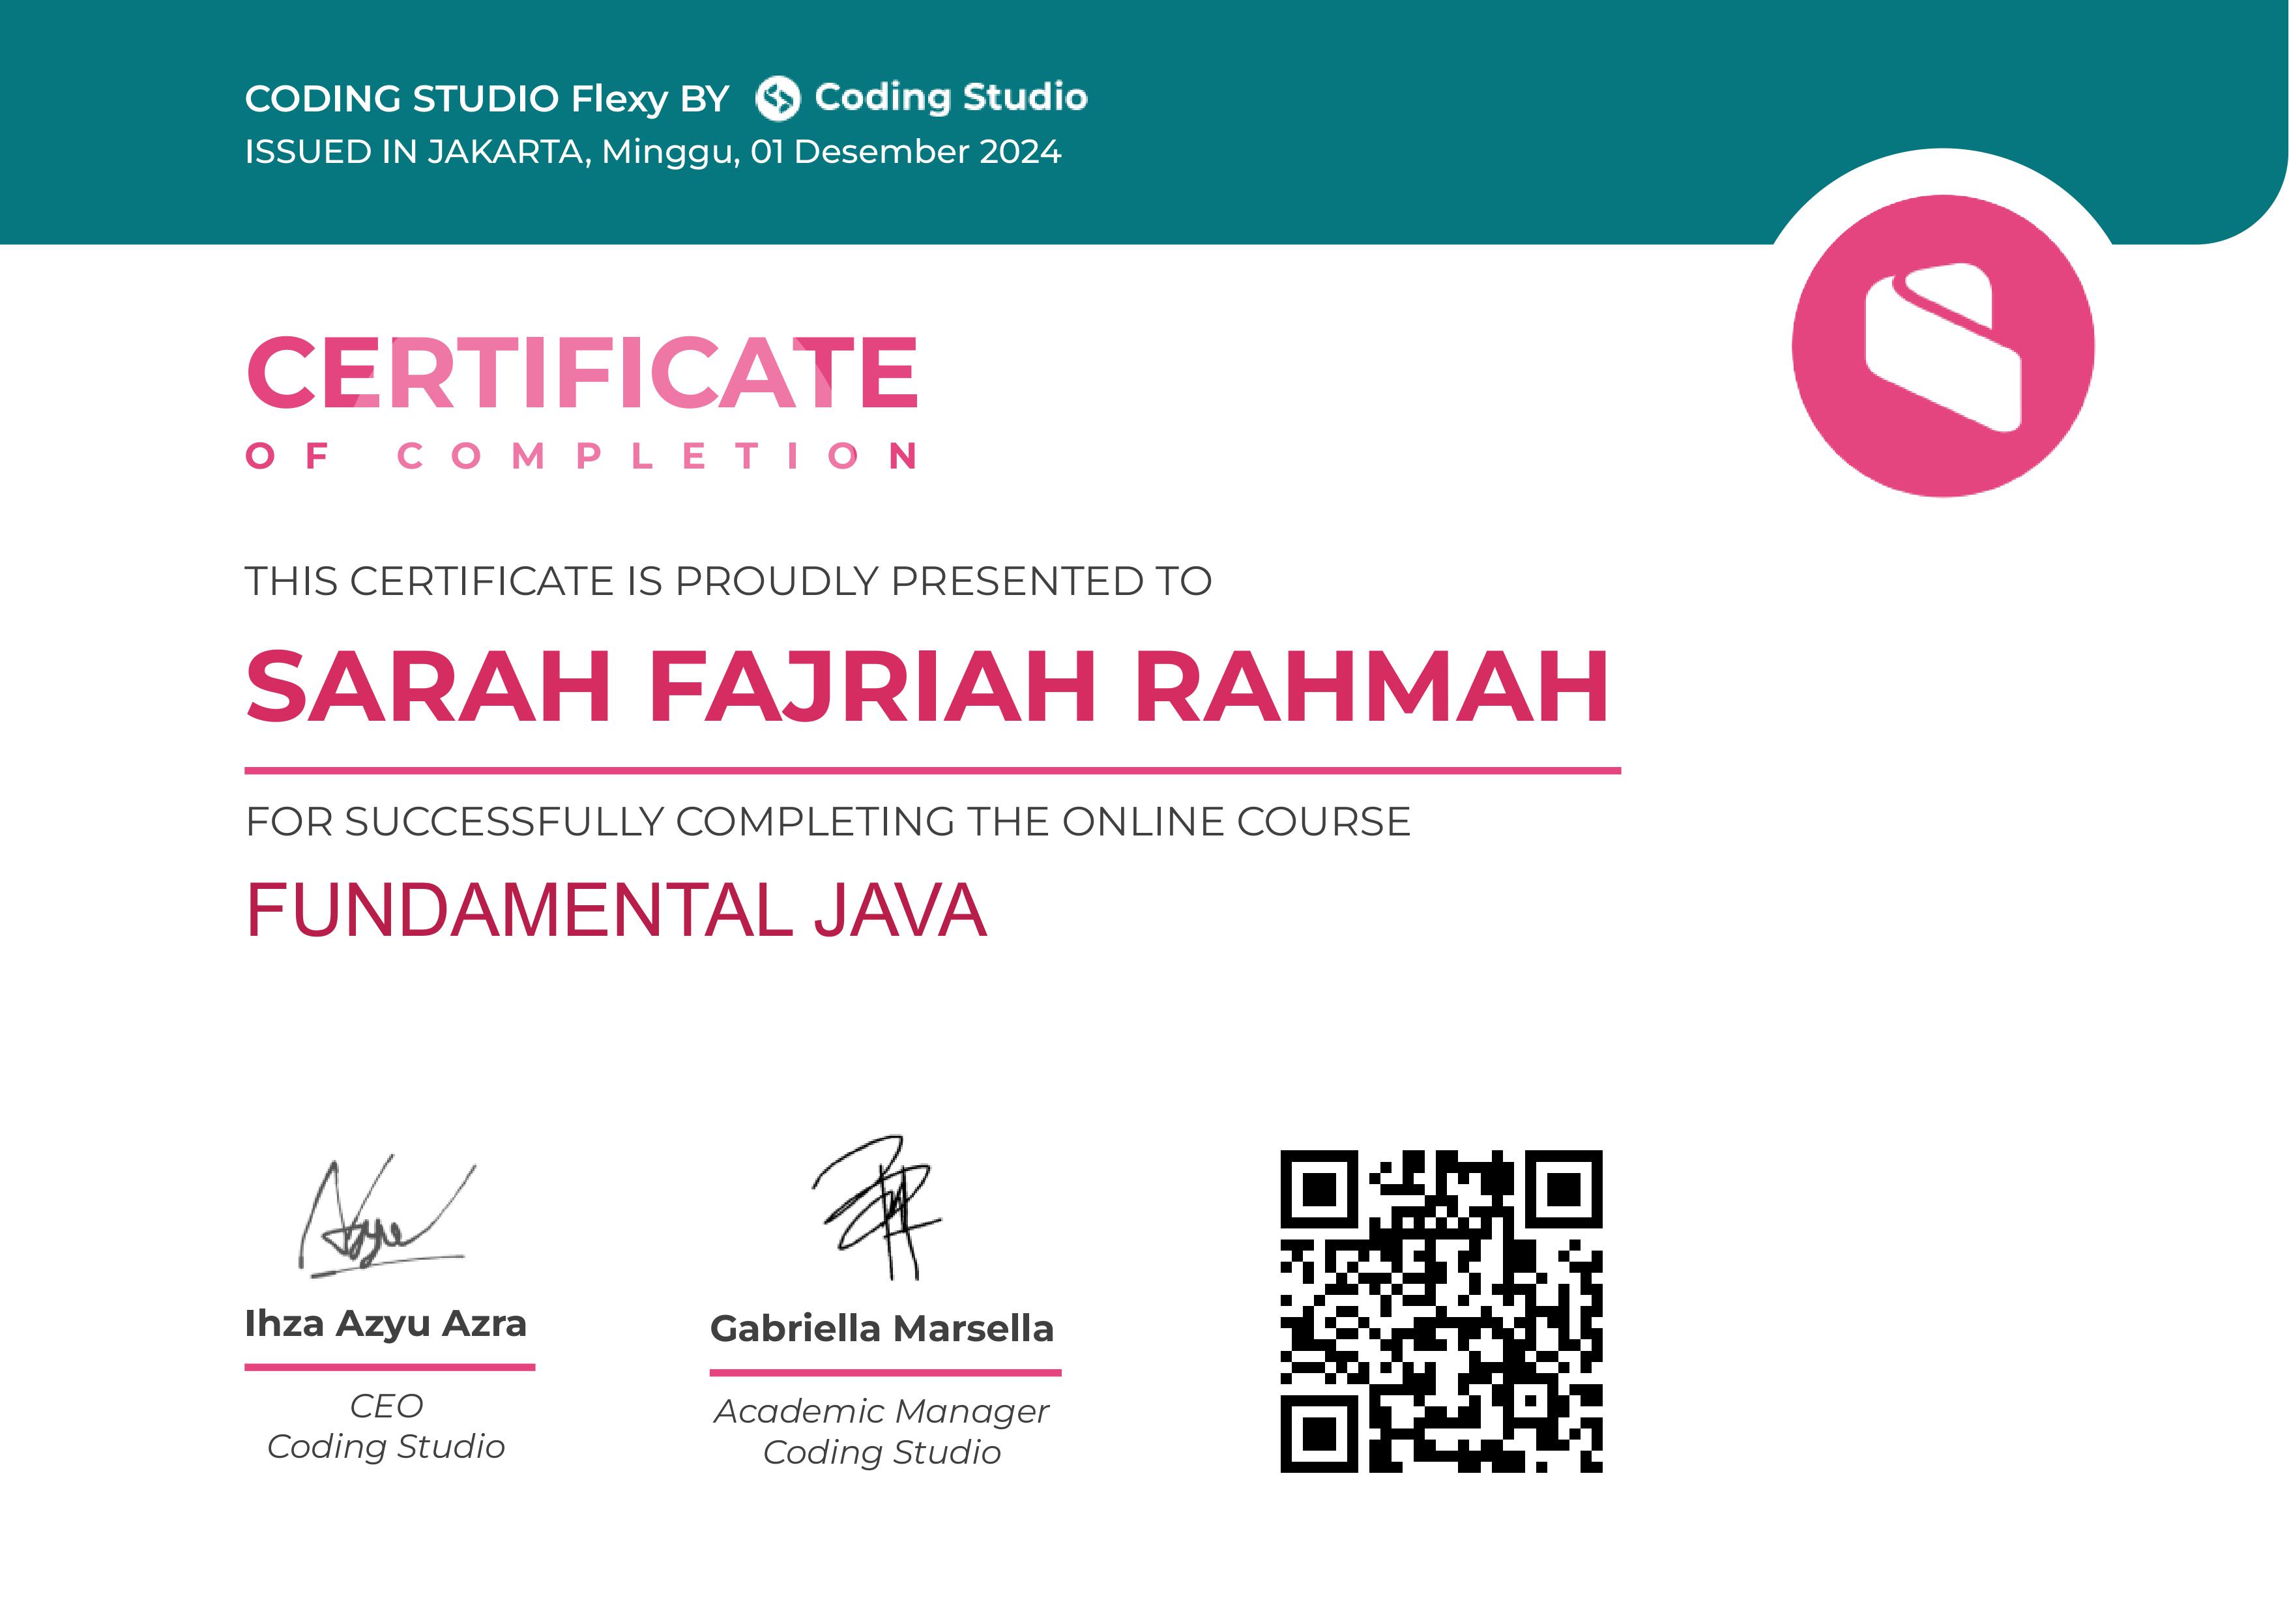 CODING STUDIO Flexy BY Coding Studio
ISSUED IN JAKARTA, Minggu, 01 Desember 2024
CERTIFICATE
OF COMPLETION
THIS CERTIFICATE IS PROUDLY PRESENTED TO
SARAH FAJRIAH RAHMAH
FOR SUCCESSFULLY COMPLETING THE ONLINE COURSE
FUNDAMENTAL JAVA
Ihza Azyu Azra
CEO
Coding Studio
Gabriella Marsella
Academic Manager
Coding Studio